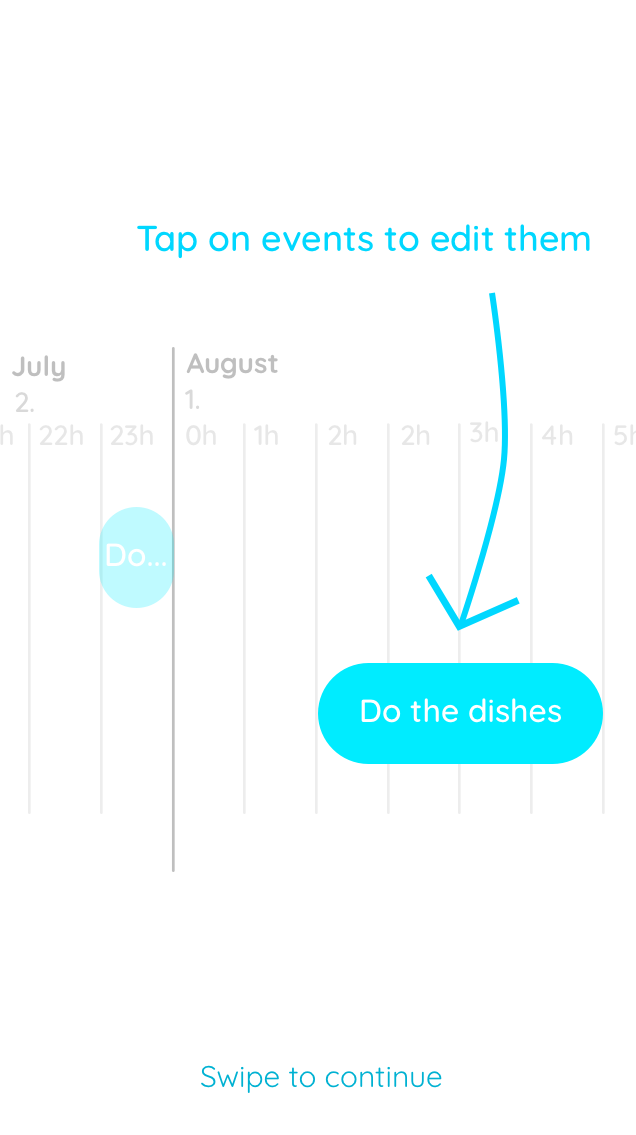 Tap on events to edit them
July
August
2.
1.
h 22h 23h 0h 1h 2h 2h 3h 4h 5h
Do...
Do the dishes
Swipe to continue